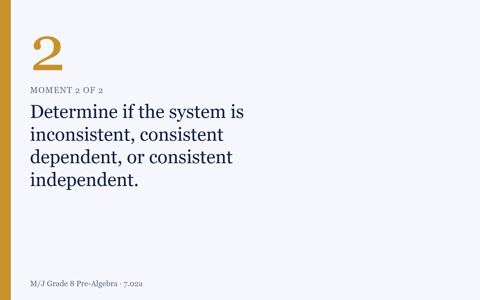 2
MOMENT 2 OF 2
Determine if the system is
inconsistent, consistent
dependent, or consistent
independent.
M/J Grade 8 Pre-Algebra · 7.02a